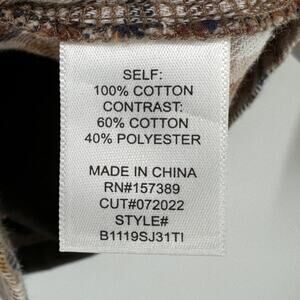 SELF:
100% COTTON
CONTRAST:
60% COTTON
40% POLYESTER
MADE IN CHINA
RN#157389
CUT#072022
STYLE#
B1119SJ31TI